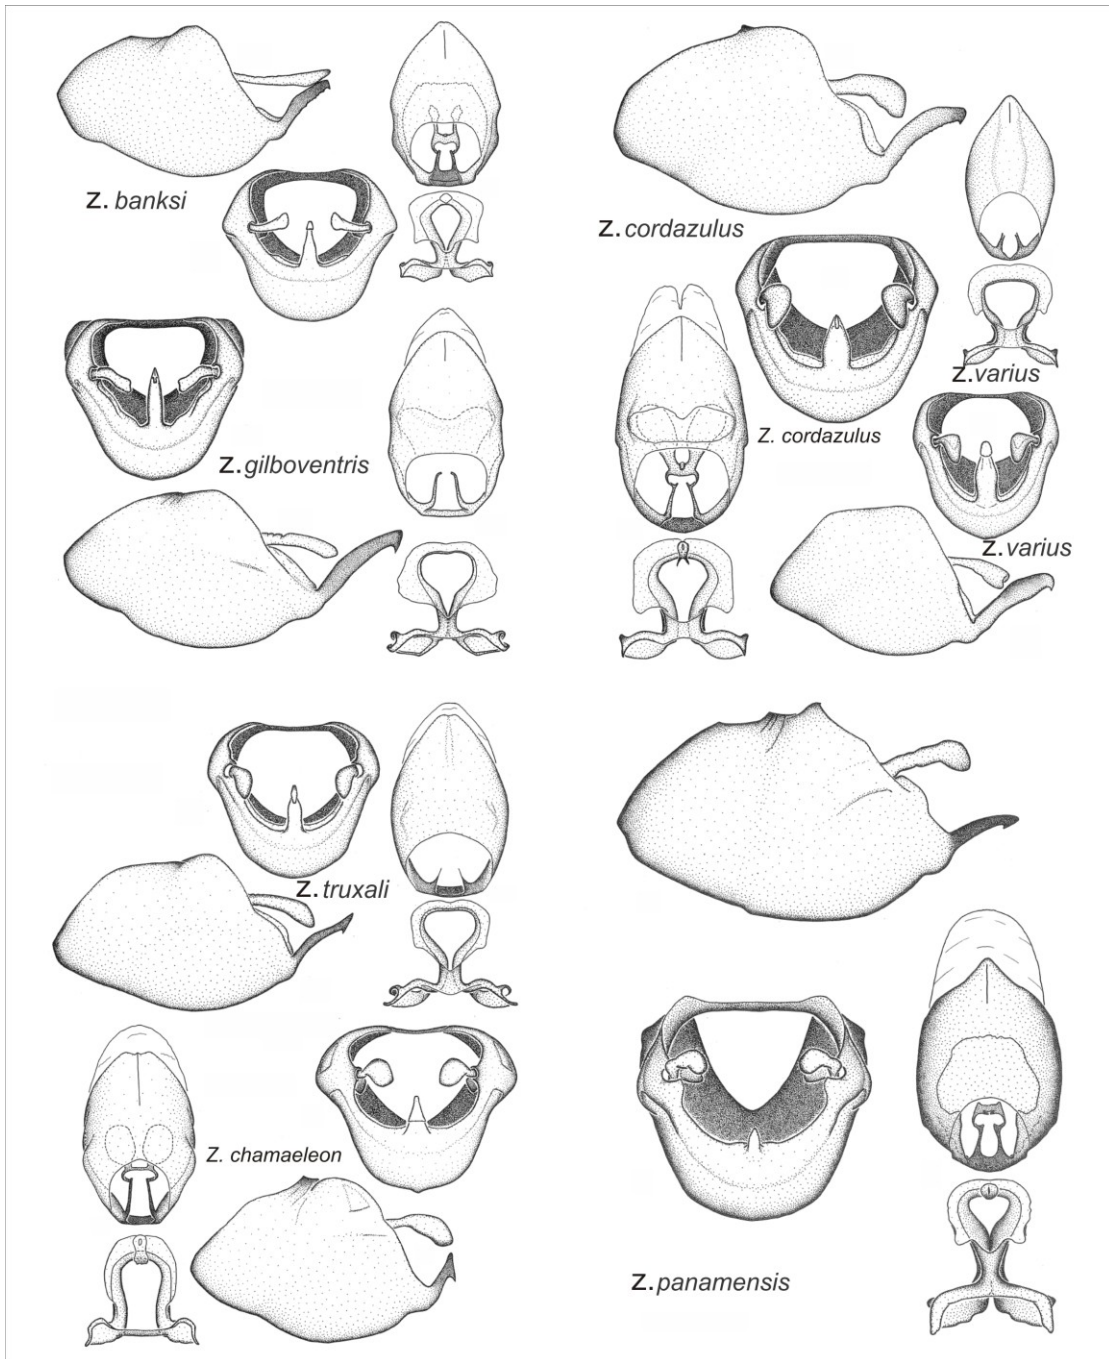 Z. banksi
Z. cordazulus
Z. varius
Z. cordazulus
Z. gilboventris
Z. varius
Z. truxali
Z. chamaeleon
Z. panamensis